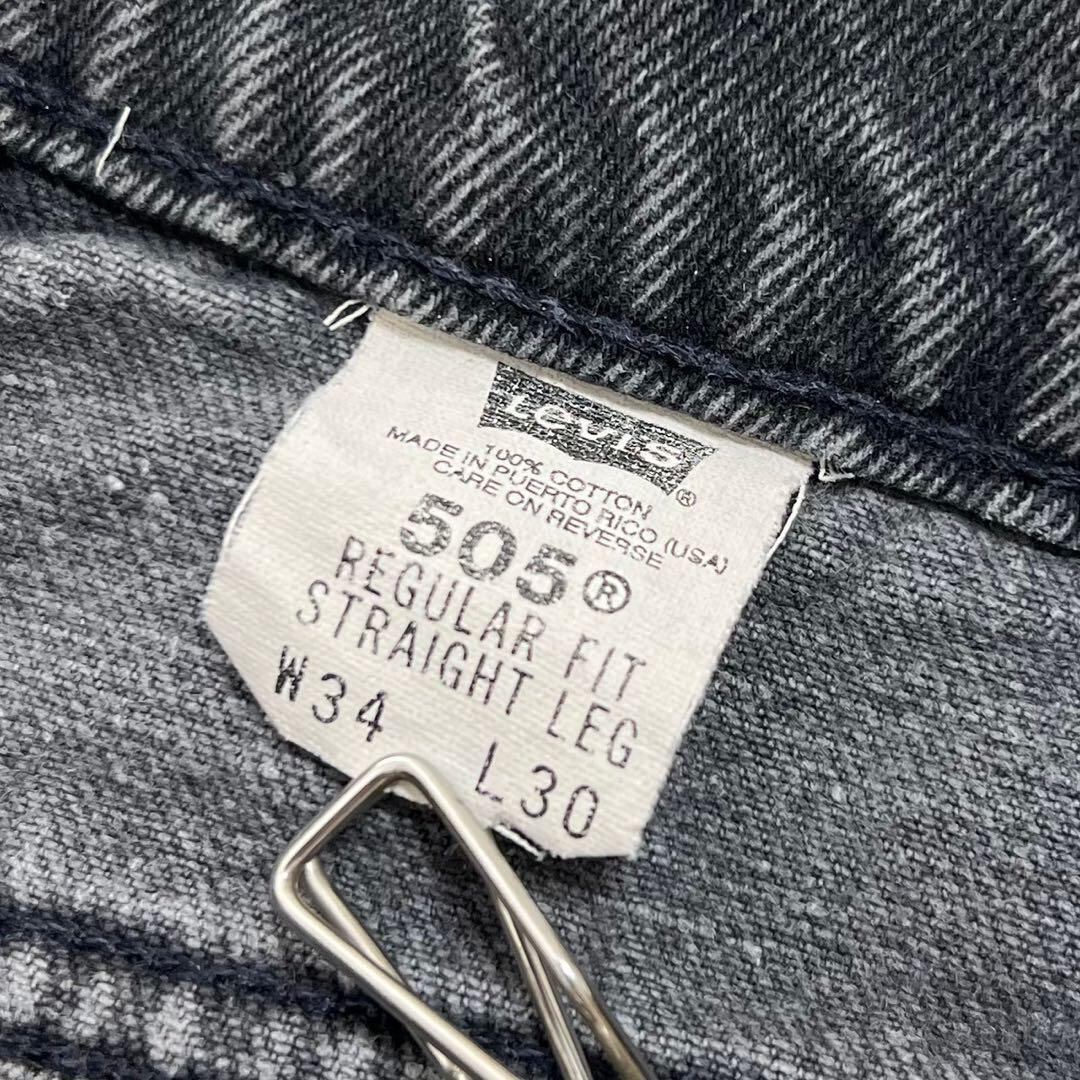 Levi's ®
100% COTTON
MADE IN PUERTO RICO (USA)
CARE ON REVERSE
505®
REGULAR FIT
STRAIGHT LEG
W34 L30